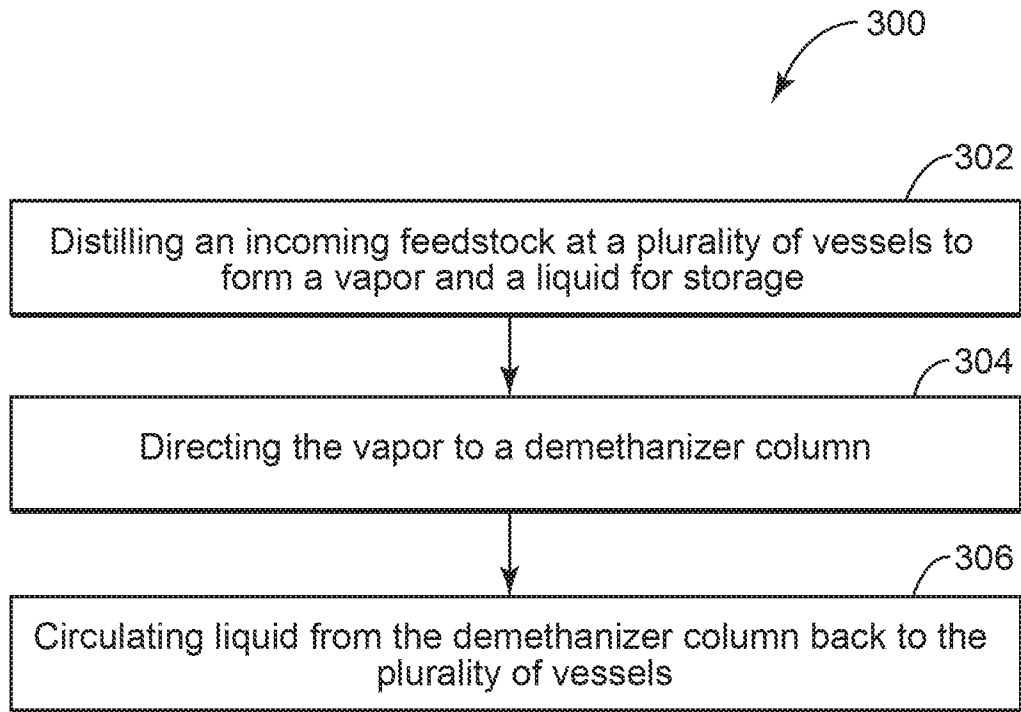 300
302
Distilling an incoming feedstock at a plurality of vessels to
form a vapor and a liquid for storage
304
Directing the vapor to a demethanizer column
306
Circulating liquid from the demethanizer column back to the
plurality of vessels